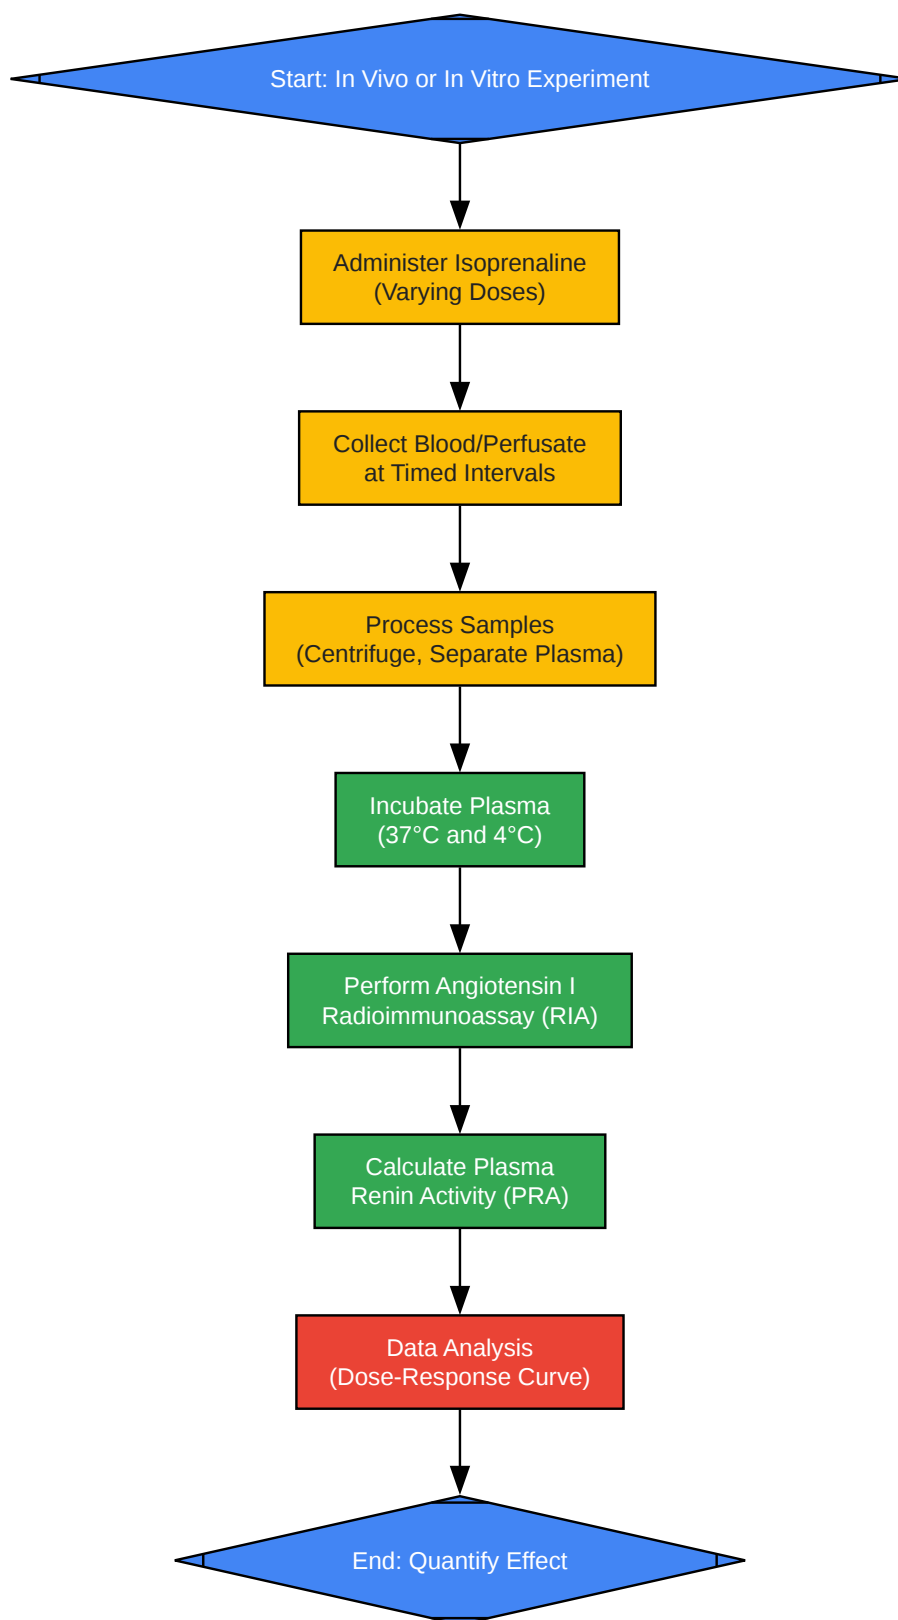 Start: In Vivo or In Vitro Experiment
Administer Isoprenaline
(Varying Doses)
Collect Blood/Perfusate
at Timed Intervals
Process Samples
(Centrifuge, Separate Plasma)
Incubate Plasma
(37°C and 4°C)
Perform Angiotensin I
Radioimmunoassay (RIA)
Calculate Plasma
Renin Activity (PRA)
Data Analysis
(Dose-Response Curve)
End: Quantify Effect